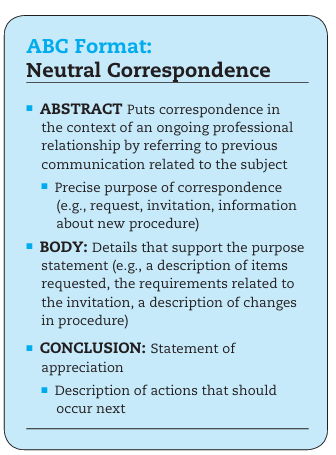 ABC Format:
Neutral Correspondence
■ ABSTRACT Puts correspondence in
the context of an ongoing professional
relationship by referring to previous
communication related to the subject
■ Precise purpose of correspondence
(e.g., request, invitation, information
about new procedure)
■ BODY: Details that support the purpose
statement (e.g., a description of items
requested, the requirements related to
the invitation, a description of changes
in procedure)
■ CONCLUSION: Statement of
appreciation
■ Description of actions that should
occur next